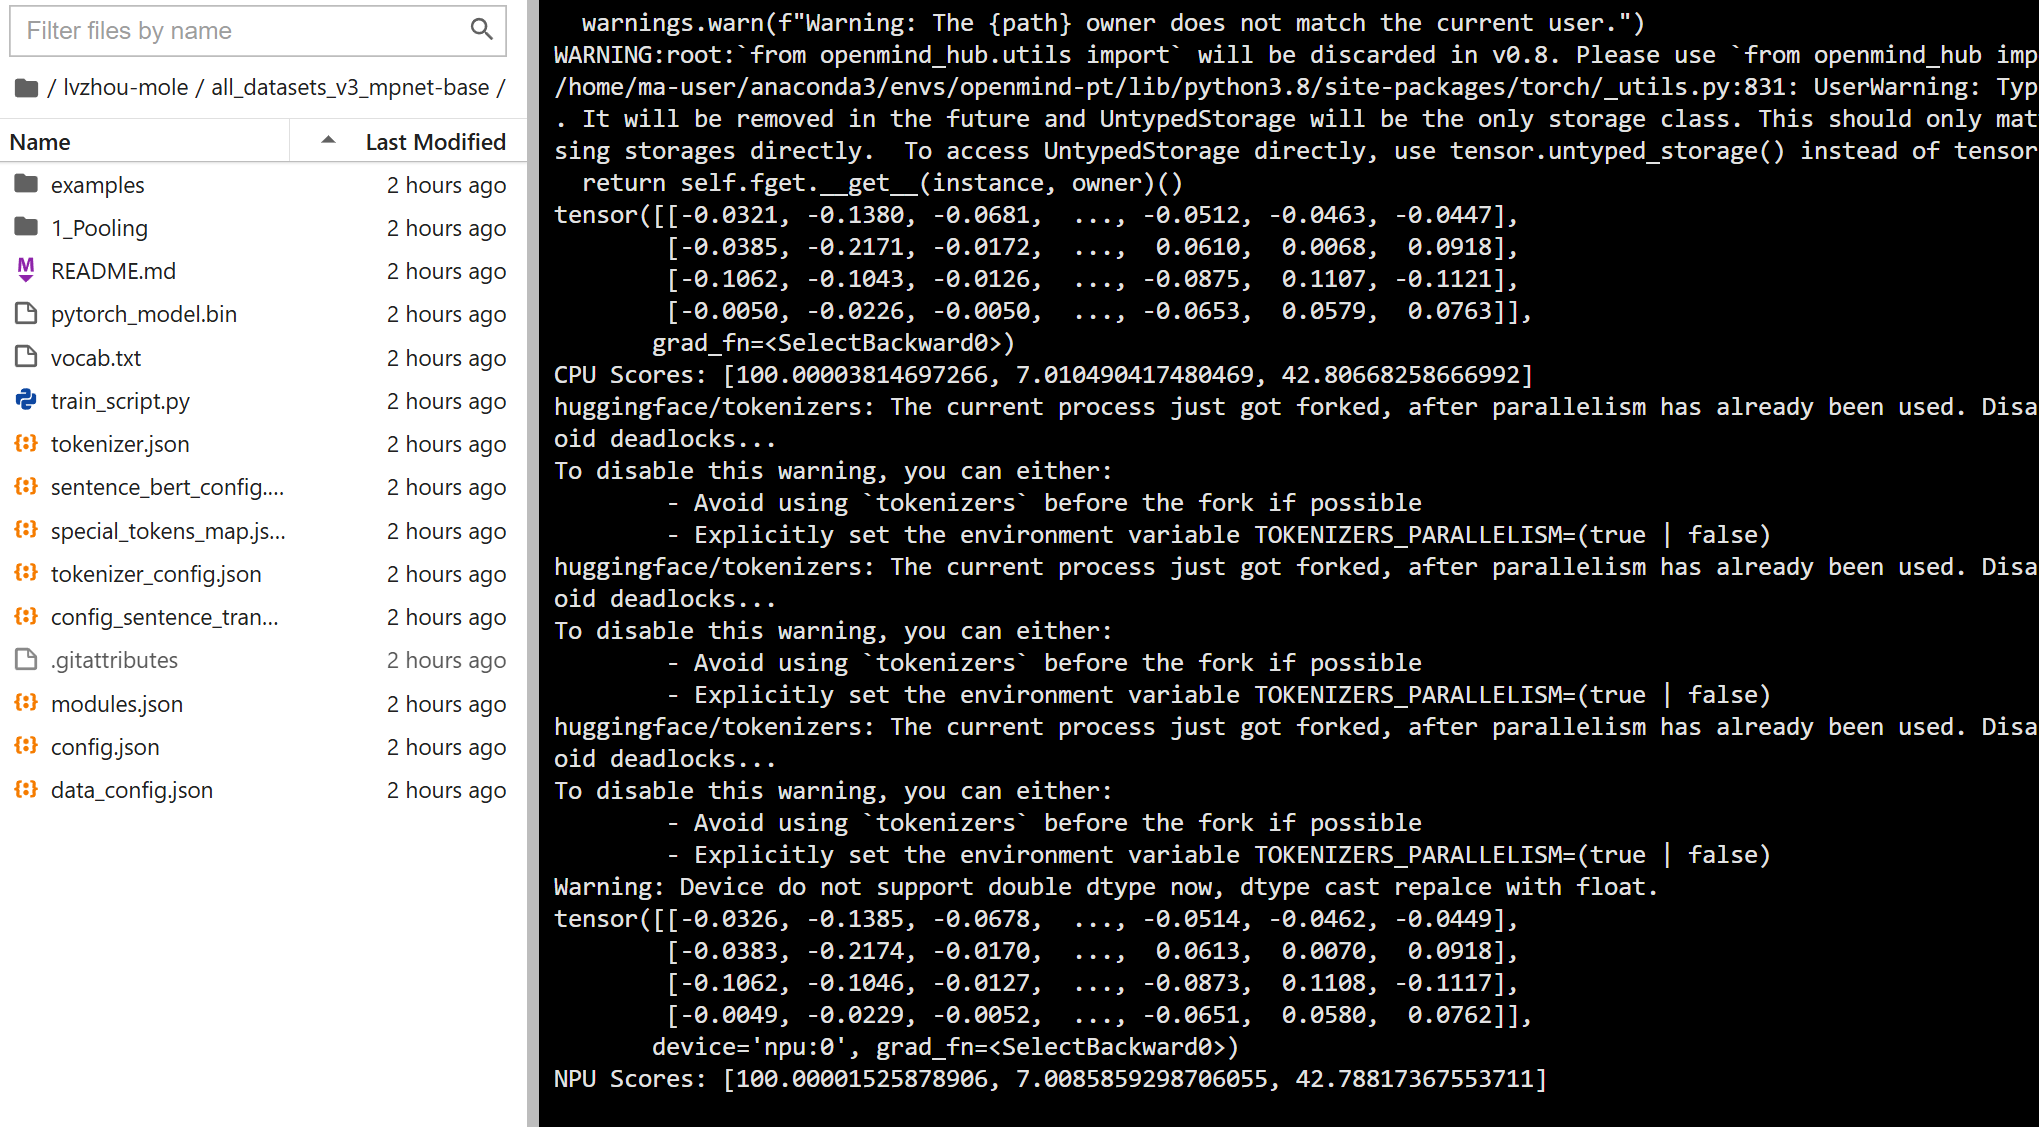 Filter files by name
/ lvzhou-mole / all_datasets_v3_mpnet-base /
Name Last Modified
examples 2 hours ago
1_Pooling 2 hours ago
README.md 2 hours ago
pytorch_model.bin 2 hours ago
vocab.txt 2 hours ago
train_script.py 2 hours ago
tokenizer.json 2 hours ago
sentence_bert_config.... 2 hours ago
special_tokens_map.js... 2 hours ago
tokenizer_config.json 2 hours ago
config_sentence_tran... 2 hours ago
.gitattributes 2 hours ago
modules.json 2 hours ago
config.json 2 hours ago
data_config.json 2 hours ago
warnings.warn(f"Warning: The {path} owner does not match the current user.")
WARNING:root:`from openmind_hub.utils import` will be discarded in v0.8. Please use `from openmind_hub imp
/home/ma-user/anaconda3/envs/openmind-pt/lib/python3.8/site-packages/torch/_utils.py:831: UserWarning: Typ
. It will be removed in the future and UntypedStorage will be the only storage class. This should only mat
sing storages directly.  To access UntypedStorage directly, use tensor.untyped_storage() instead of tensor
return self.fget.__get__(instance, owner)()
tensor([[-0.0321, -0.1380, -0.0681,  ..., -0.0512, -0.0463, -0.0447],
[-0.0385, -0.2171, -0.0172,  ...,  0.0610,  0.0068,  0.0918],
[-0.1062, -0.1043, -0.0126,  ..., -0.0875,  0.1107, -0.1121],
[-0.0050, -0.0226, -0.0050,  ..., -0.0653,  0.0579,  0.0763]],
grad_fn=<SelectBackward0>)
CPU Scores: [100.00003814697266, 7.010490417480469, 42.80668258666992]
huggingface/tokenizers: The current process just got forked, after parallelism has already been used. Disa
oid deadlocks...
To disable this warning, you can either:
- Avoid using `tokenizers` before the fork if possible
- Explicitly set the environment variable TOKENIZERS_PARALLELISM=(true | false)
huggingface/tokenizers: The current process just got forked, after parallelism has already been used. Disa
oid deadlocks...
To disable this warning, you can either:
- Avoid using `tokenizers` before the fork if possible
- Explicitly set the environment variable TOKENIZERS_PARALLELISM=(true | false)
huggingface/tokenizers: The current process just got forked, after parallelism has already been used. Disa
oid deadlocks...
To disable this warning, you can either:
- Avoid using `tokenizers` before the fork if possible
- Explicitly set the environment variable TOKENIZERS_PARALLELISM=(true | false)
Warning: Device do not support double dtype now, dtype cast repalce with float.
tensor([[-0.0326, -0.1385, -0.0678,  ..., -0.0514, -0.0462, -0.0449],
[-0.0383, -0.2174, -0.0170,  ...,  0.0613,  0.0070,  0.0918],
[-0.1062, -0.1046, -0.0127,  ..., -0.0873,  0.1108, -0.1117],
[-0.0049, -0.0229, -0.0052,  ..., -0.0651,  0.0580,  0.0762]],
device='npu:0', grad_fn=<SelectBackward0>)
NPU Scores: [100.00001525878906, 7.0085859298706055, 42.78817367553711]